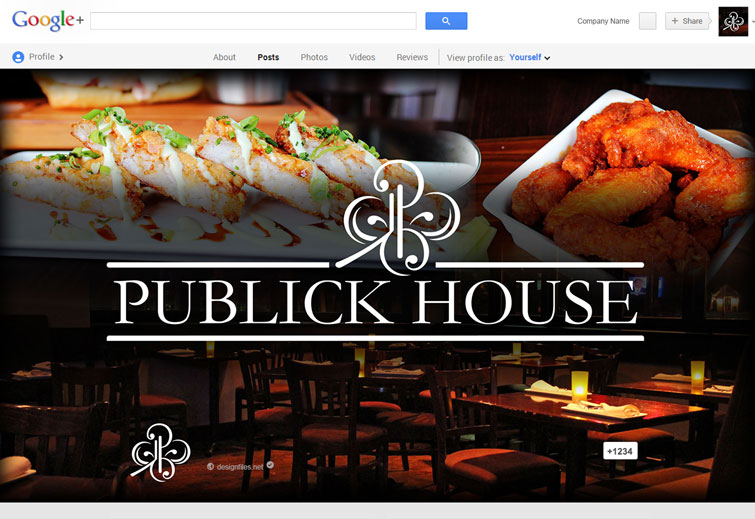 Google+
Company Name
+ Share
Profile
About Posts Photos Videos Reviews View profile as: Yourself
PUBLICK HOUSE
designfiles.net
+1234